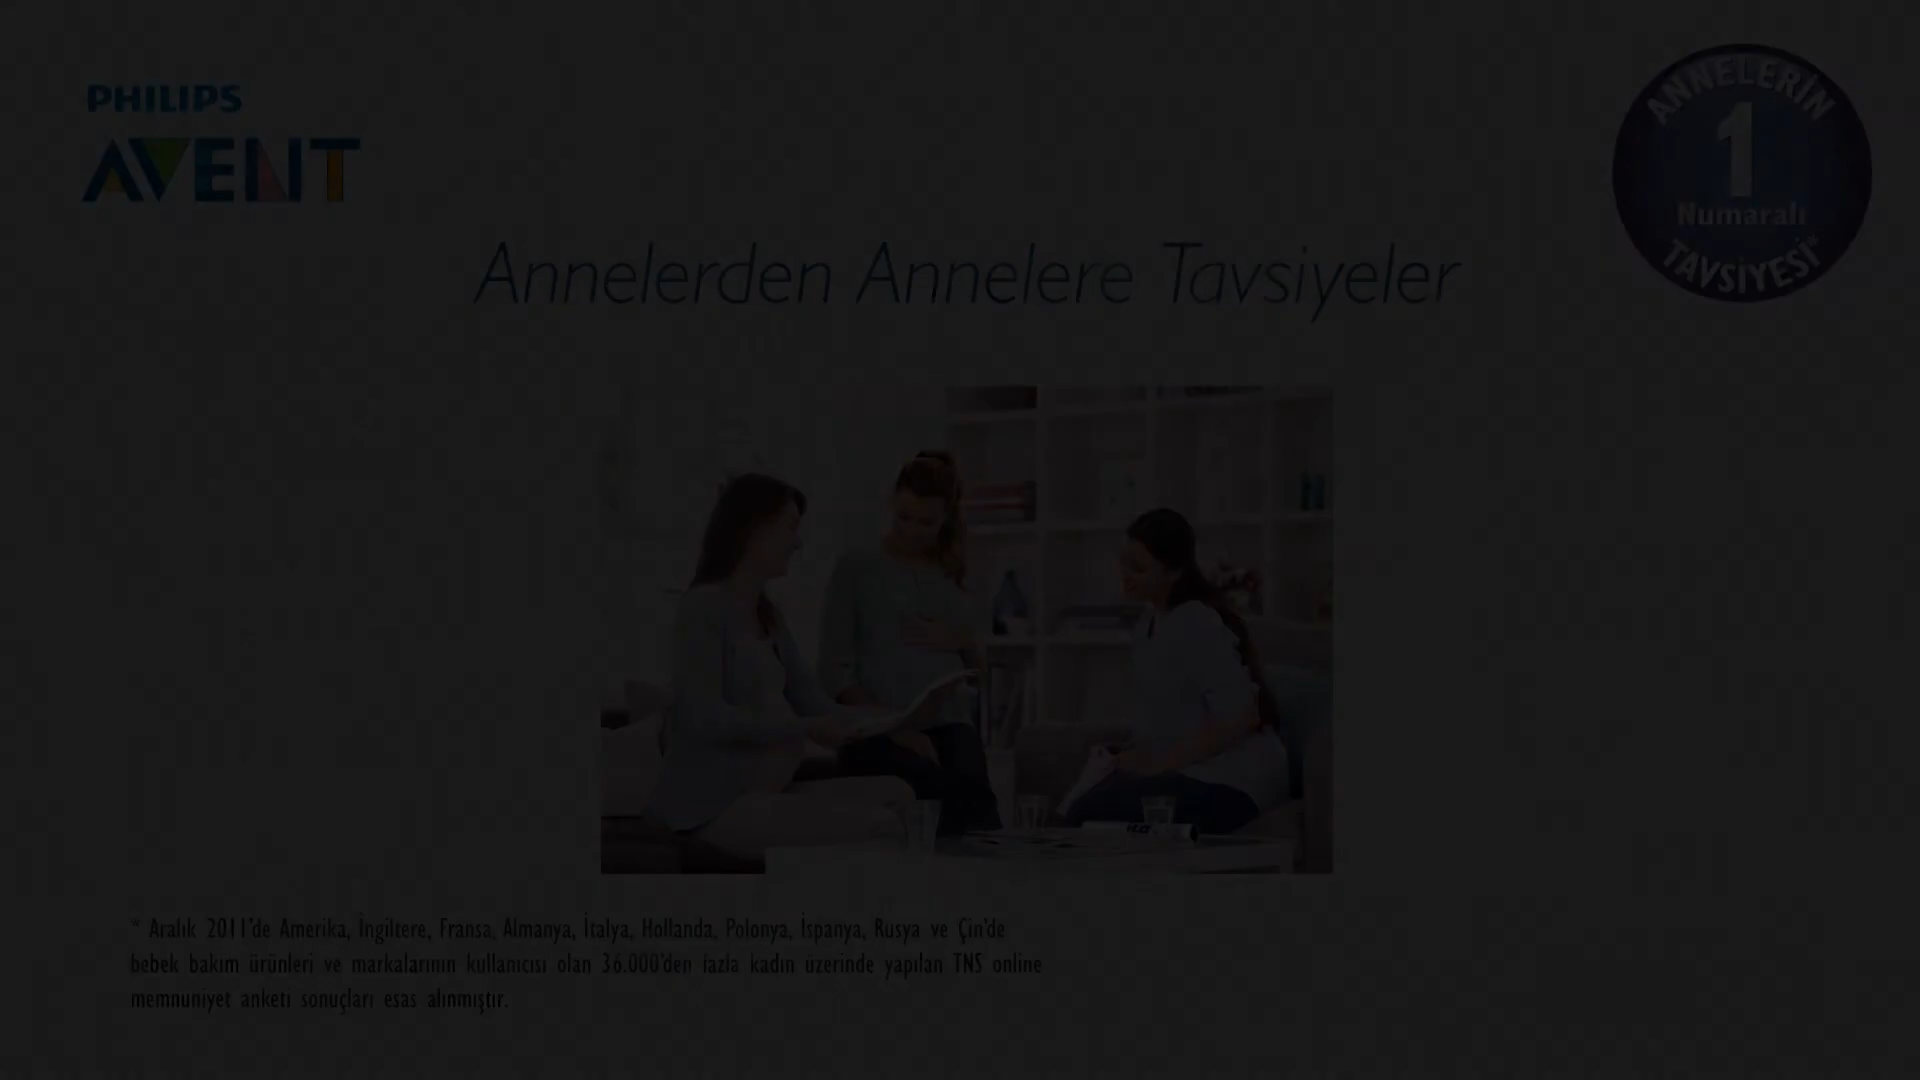 PHILIPS
AVENT
ANNELERİN
1
Numaralı
TAVSİYESİ*
Annelerden Annelere Tavsiyeler
* Aralık 2011'de Amerika, İngiltere, Fransa, Almanya, İtalya, Hollanda, Polonya, İspanya, Rusya ve Çin'de
bebek bakım ürünleri ve markalarının kullanıcısı olan 36.000'den fazla kadın üzerinde yapılan TNS online
memnuniyet anketi sonuçları esas alınmıştır.